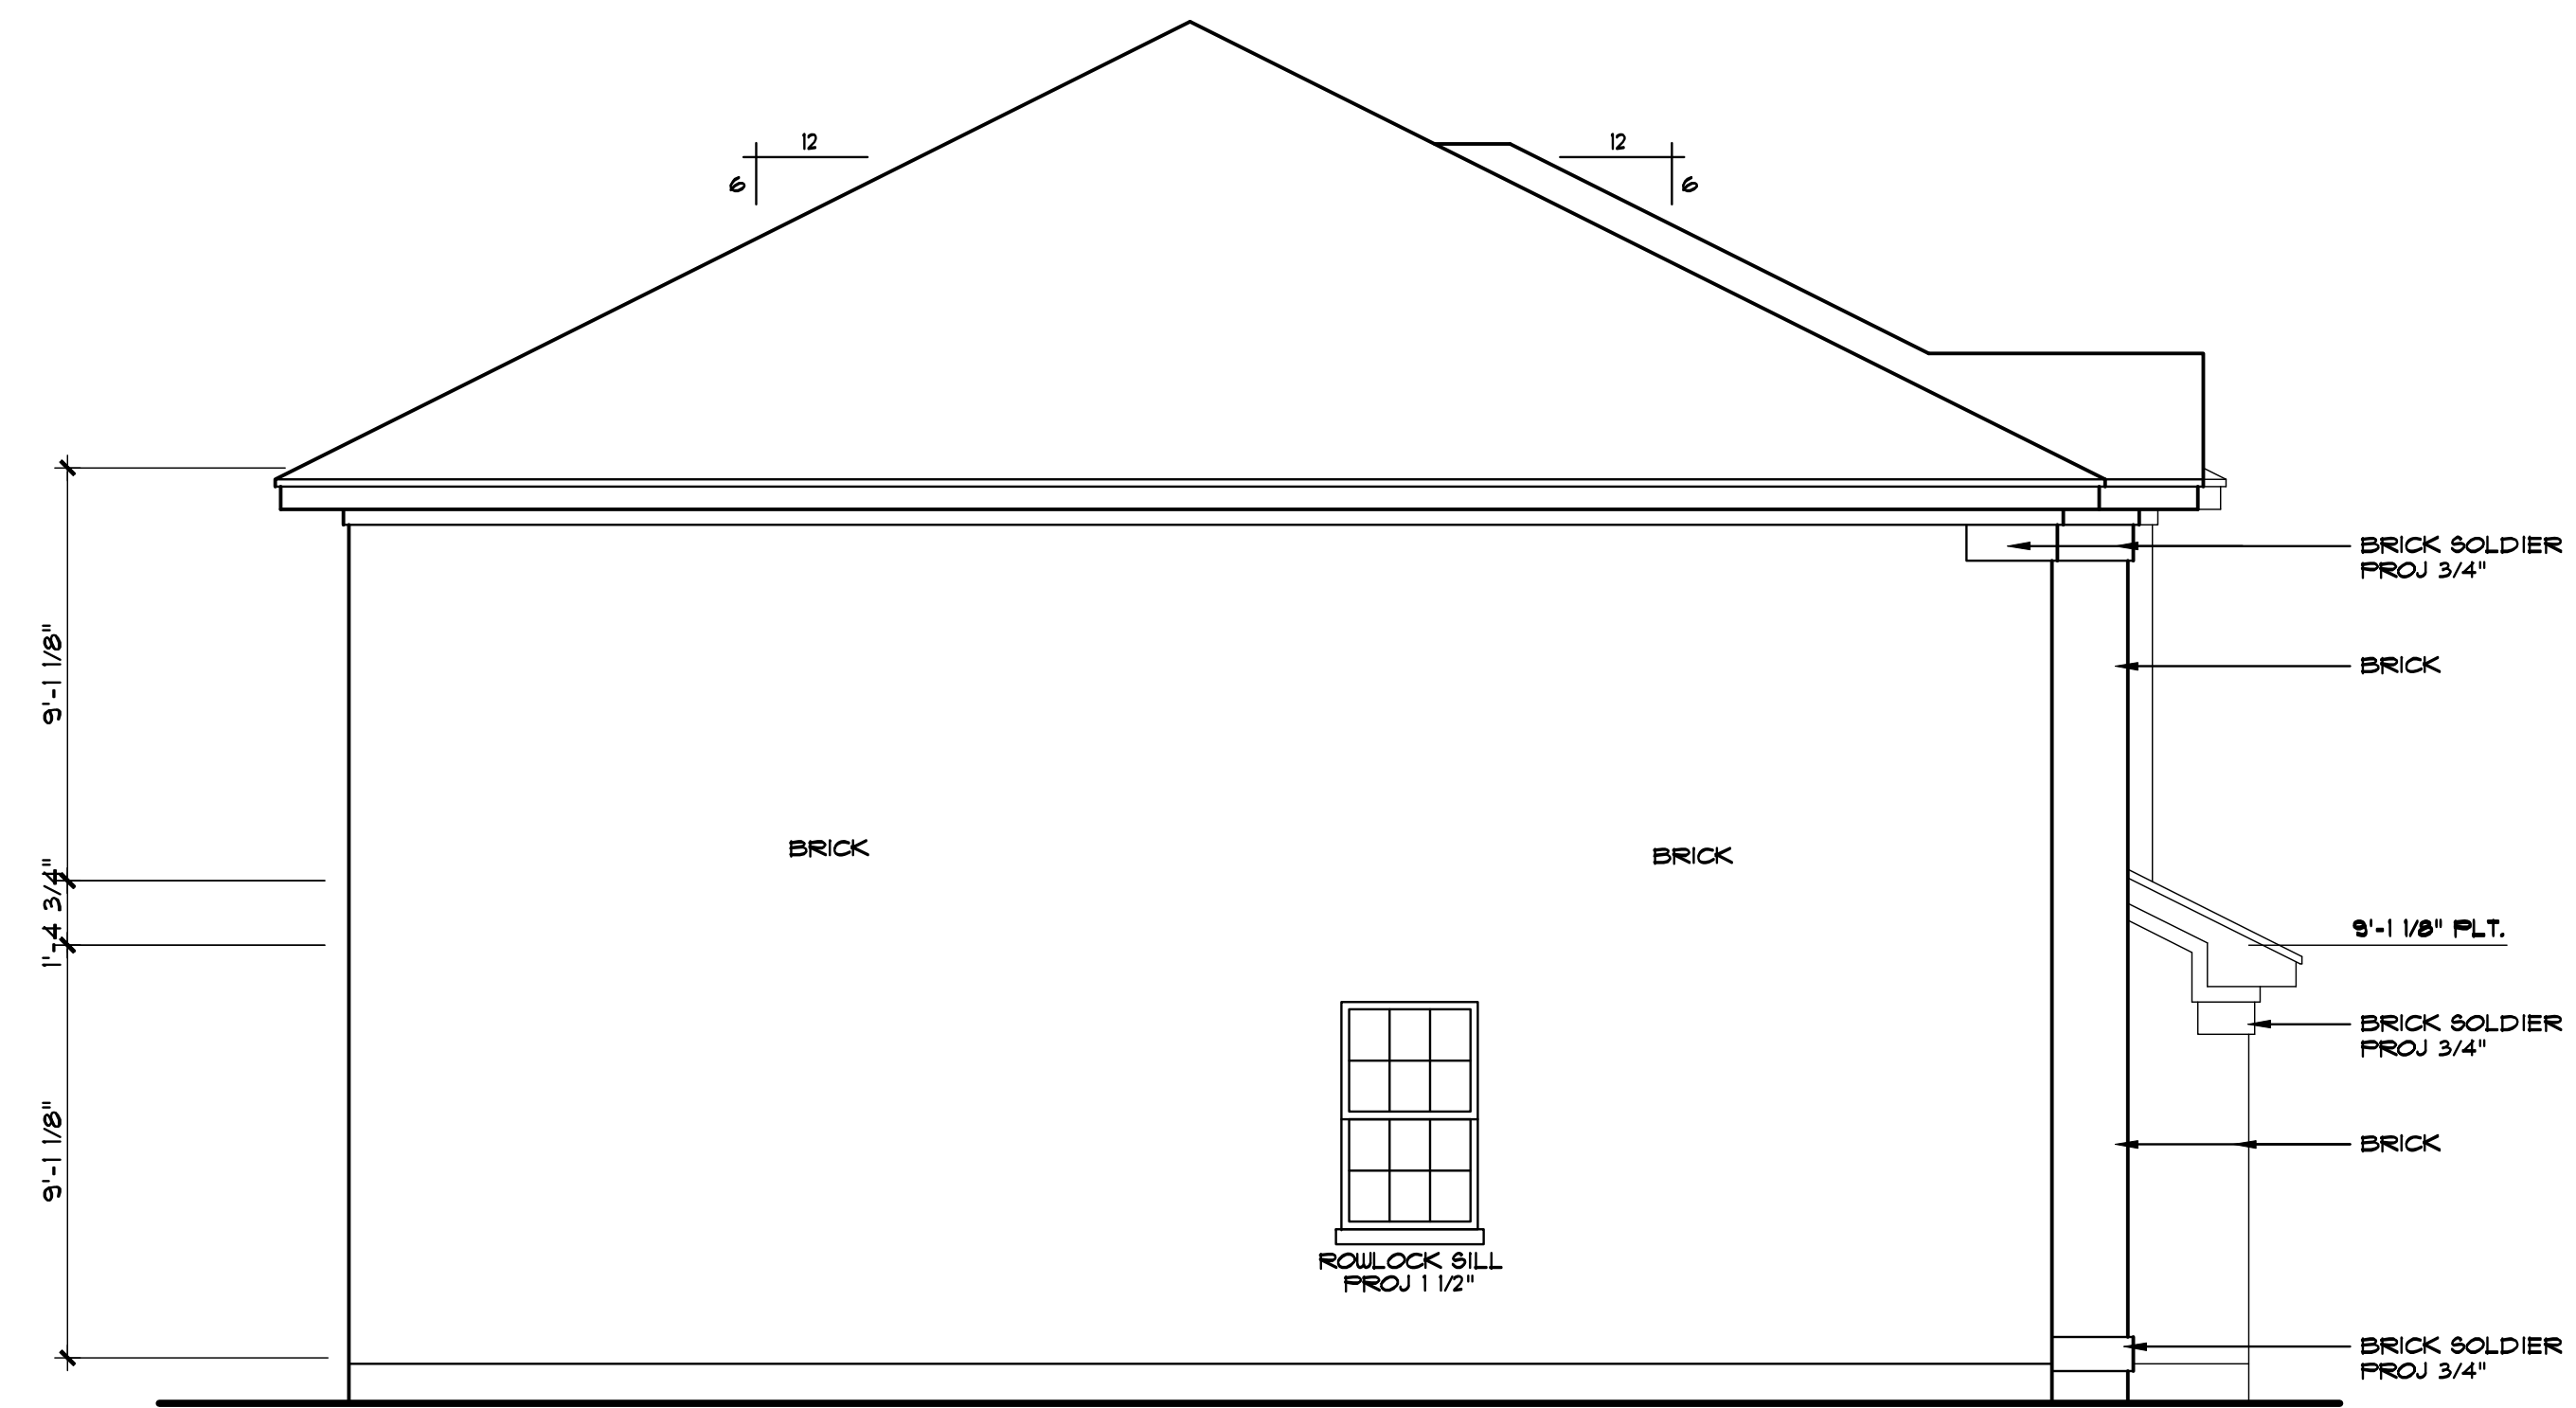 12
6
12
6
BRICK SOLDIER
PROJ 3/4"
9'-1 1/8"
BRICK
BRICK
BRICK
1'-4 3/4"
9'-1 1/8" PLT.
BRICK SOLDIER
PROJ 3/4"
9'-1 1/8"
BRICK
ROWLOCK SILL
PROJ 1 1/2"
BRICK SOLDIER
PROJ 3/4"